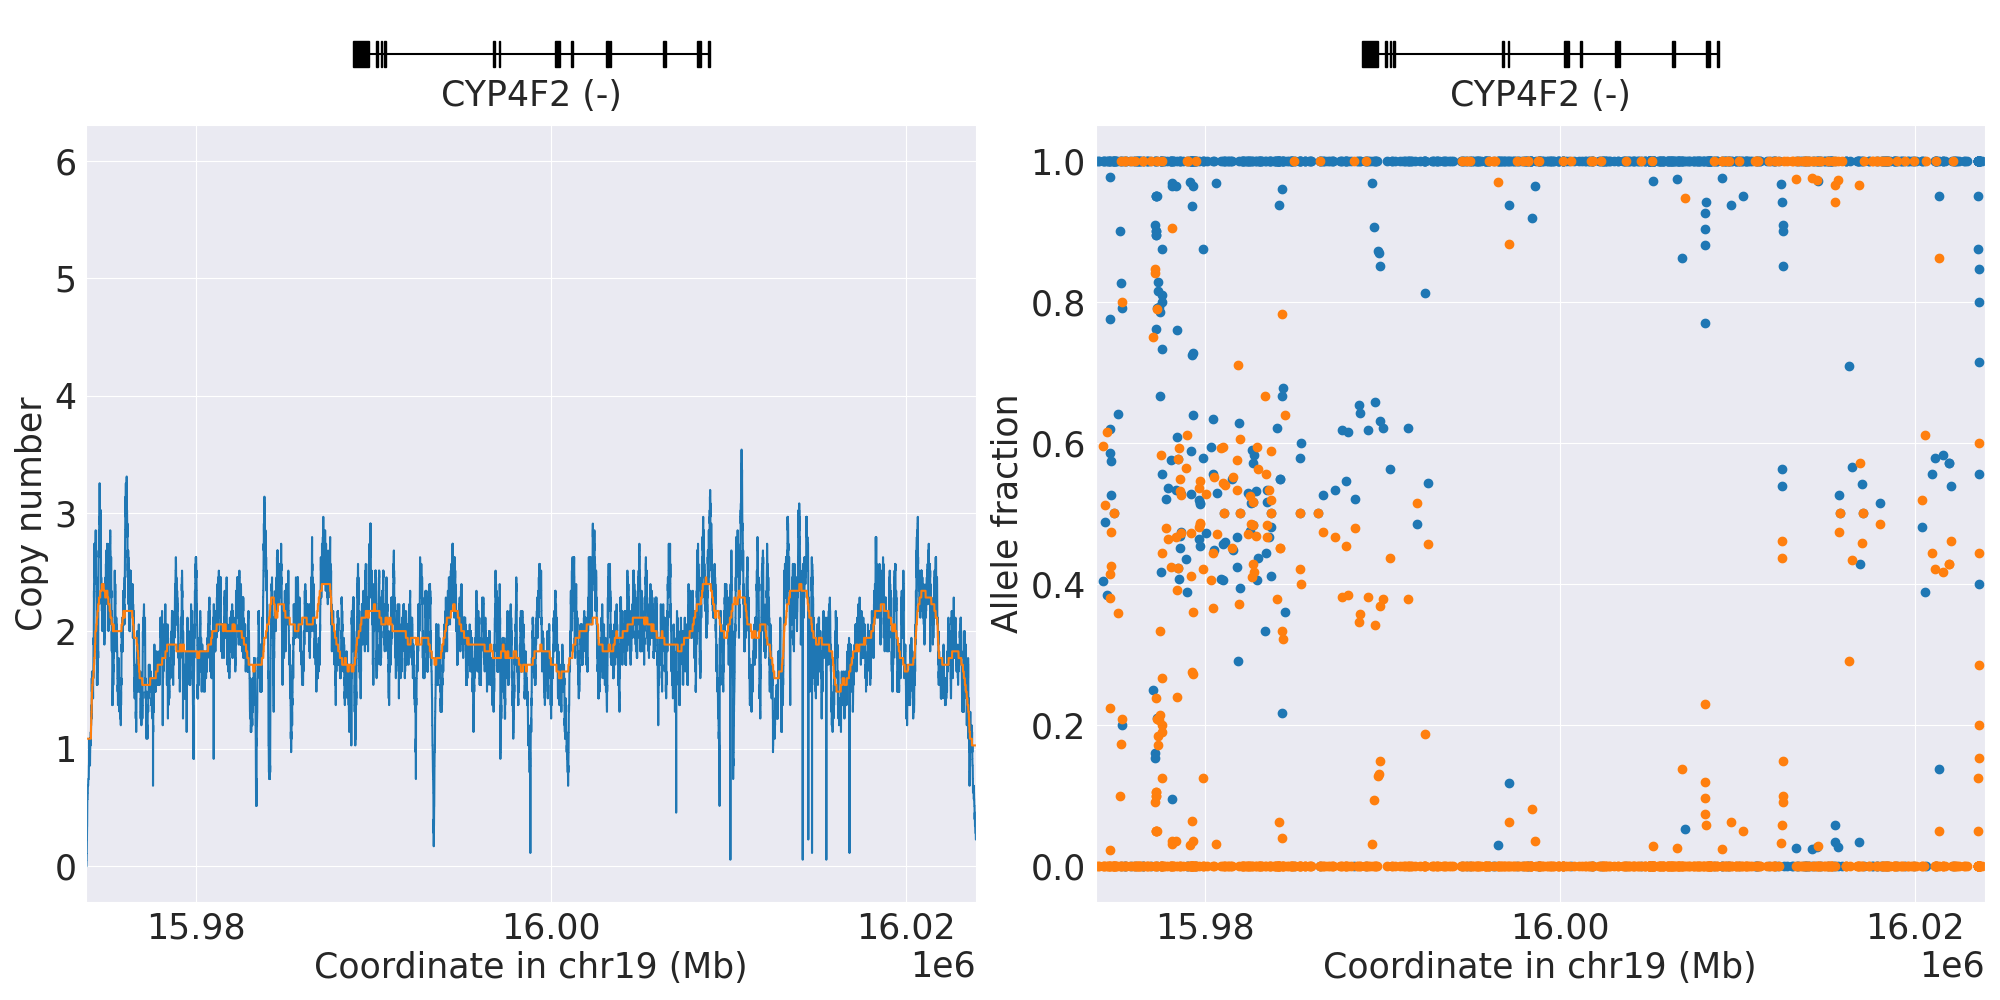 CYP4F2 (-)
6
5
4
3
2
1
0
Copy number
15.98
16.00
16.02
Coordinate in chr19 (Mb)
1e6
CYP4F2 (-)
1.0
0.8
0.6
0.4
0.2
0.0
Allele fraction
15.98
16.00
16.02
Coordinate in chr19 (Mb)
1e6